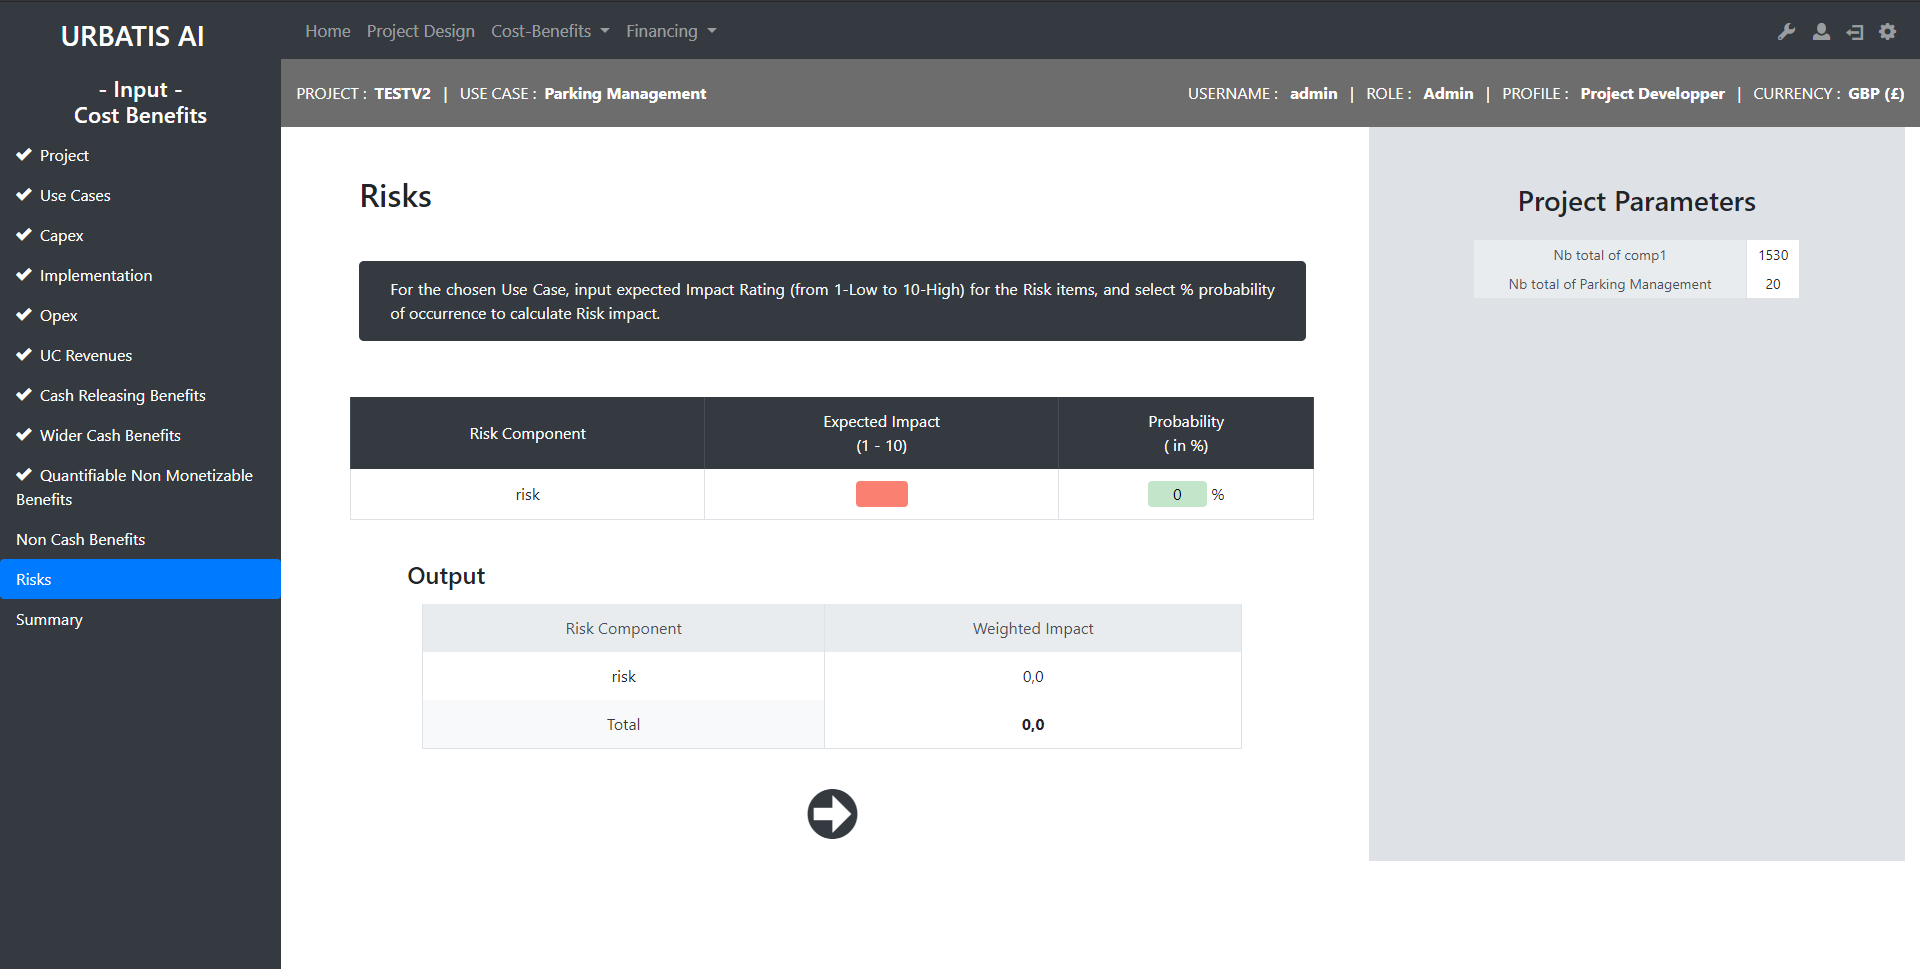 URBATIS AI
Home Project Design Cost-Benefits Financing
- Input -
Cost Benefits
Project
Use Cases
Capex
Implementation
Opex
UC Revenues
Cash Releasing Benefits
Wider Cash Benefits
Quantifiable Non Monetizable
Benefits
Non Cash Benefits
Risks
Summary
PROJECT : TESTV2 | USE CASE : Parking Management
USERNAME : admin | ROLE : Admin | PROFILE : Project Developper | CURRENCY : GBP (£)
Risks
For the chosen Use Case, input expected Impact Rating (from 1-Low to 10-High) for the Risk items, and select % probability
of occurrence to calculate Risk impact.
Risk Component
Expected Impact
(1 - 10)
Probability
( in %)
risk
0 %
Output
Risk Component Weighted Impact
risk 0,0
Total 0,0
Project Parameters
Nb total of comp1 1530
Nb total of Parking Management 20